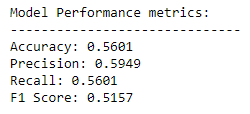 Model Performance metrics:
------------------------------
Accuracy: 0.5601
Precision: 0.5949
Recall: 0.5601
F1 Score: 0.5157